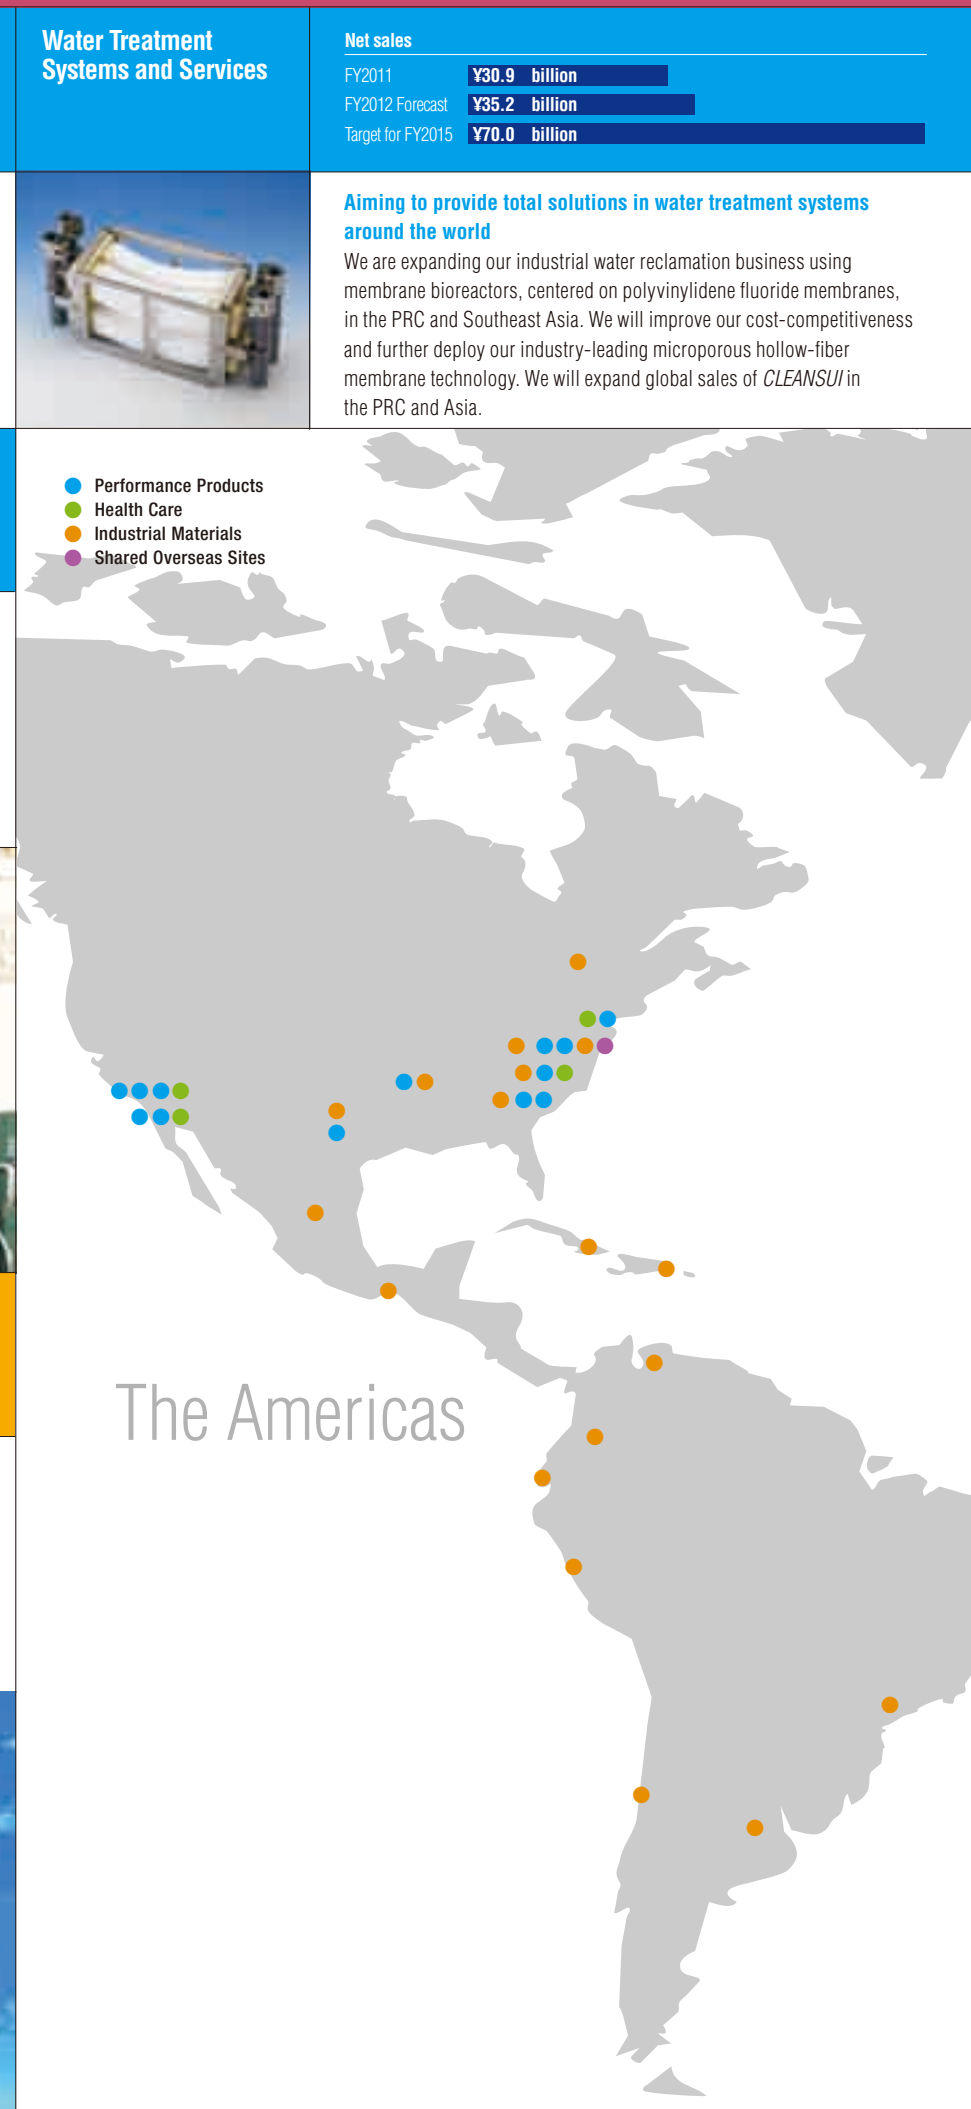 Water Treatment
Systems and Services
Net sales
FY2011 ¥30.9 billion
FY2012 Forecast ¥35.2 billion
Target for FY2015 ¥70.0 billion
Aiming to provide total solutions in water treatment systems
around the world
We are expanding our industrial water reclamation business using
membrane bioreactors, centered on polyvinylidene fluoride membranes,
in the PRC and Southeast Asia. We will improve our cost-competitiveness
and further deploy our industry-leading microporous hollow-fiber
membrane technology. We will expand global sales of CLEANSUI in
the PRC and Asia.
Performance Products
Health Care
Industrial Materials
Shared Overseas Sites
The Americas